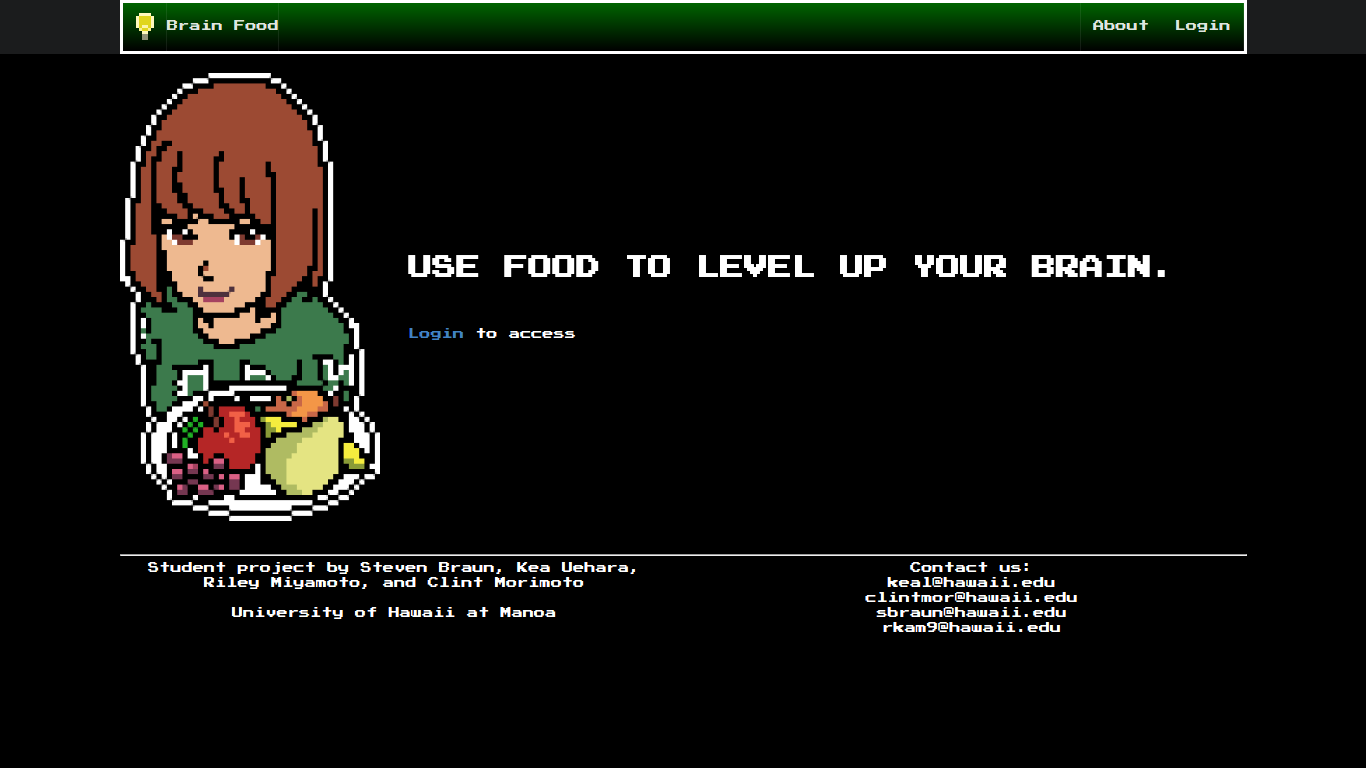 Brain Food
About
Login
USE FOOD TO LEVEL UP YOUR BRAIN.
Login to access
Student project by Steven Braun, Kea Uehara,
Riley Miyamoto, and Clint Morimoto
University of Hawaii at Manoa
Contact us:
keal@hawaii.edu
clintmor@hawaii.edu
sbraun@hawaii.edu
rkam9@hawaii.edu